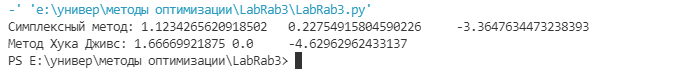 -' 'e:\универ\методы оптимизации\LabRab3\LabRab3.py'
Симплексный метод: 1.1234265620918502 0.22754915804590226 -3.3647634473238393
Метод Хука Дживс: 1.66669921875 0.0 -4.62962962433137
PS E:\универ\методы оптимизации\LabRab3>